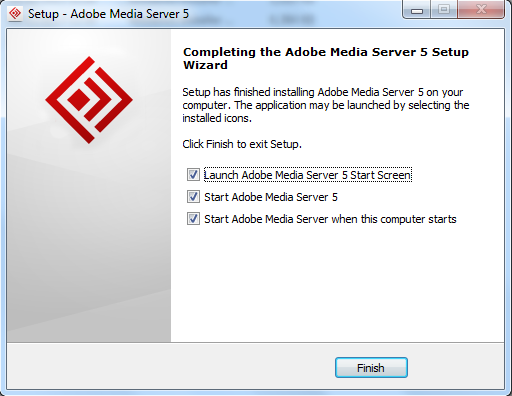 Setup - Adobe Media Server 5
Completing the Adobe Media Server 5 Setup
Wizard
Setup has finished installing Adobe Media Server 5 on your
computer. The application may be launched by selecting the
installed icons.
Click Finish to exit Setup.
Launch Adobe Media Server 5 Start Screen
Start Adobe Media Server 5
Start Adobe Media Server when this computer starts
Finish